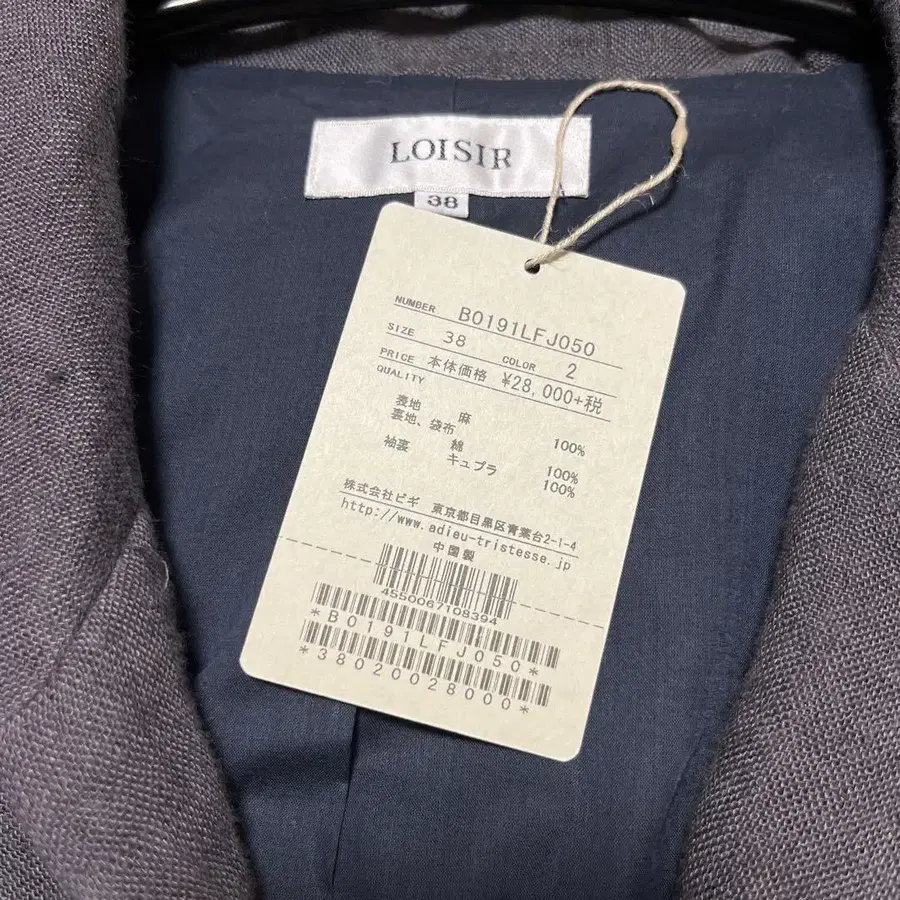 LOISIR
38
NUMBER B0191LFJ050
SIZE 38 COLOR 2
PRICE 本体価格 ¥28,000+税
QUALITY
表地 麻 100%
裏地、袋布 綿 100%
袖裏 キュプラ 100%
株式会社ビギ 東京都目黒区青葉台2-1-4
http://www.adieu-tristesse.jp
中国製
4550067108394
*B0191LFJ050*
*38020028000*